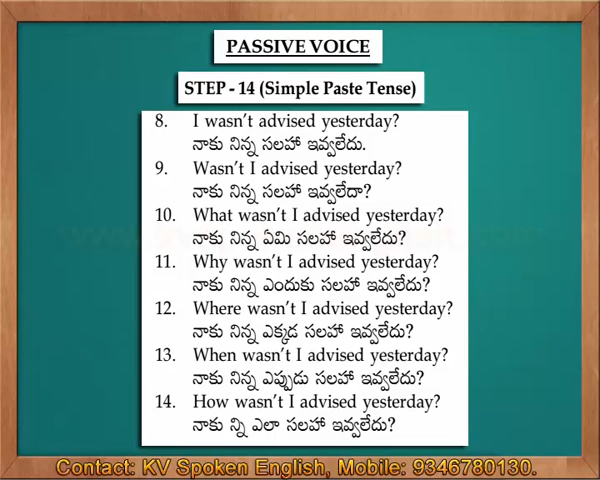 PASSIVE VOICE
STEP - 14 (Simple Paste Tense)
8. I wasn't advised yesterday?
నాకు నిన్న సలహా ఇవ్వలేదు.
9. Wasn't I advised yesterday?
నాకు నిన్న సలహా ఇవ్వలేదా?
10. What wasn't I advised yesterday?
నాకు నిన్న ఏమి సలహా ఇవ్వలేదు?
11. Why wasn't I advised yesterday?
నాకు నిన్న ఎందుకు సలహా ఇవ్వలేదు?
12. Where wasn't I advised yesterday?
నాకు నిన్న ఎక్కడ సలహా ఇవ్వలేదు?
13. When wasn't I advised yesterday?
నాకు నిన్న ఎప్పుడు సలహా ఇవ్వలేదు?
14. How wasn't I advised yesterday?
నాకు న్ని ఎలా సలహా ఇవ్వలేదు?
Contact: KV Spoken English, Mobile: 9346780130.